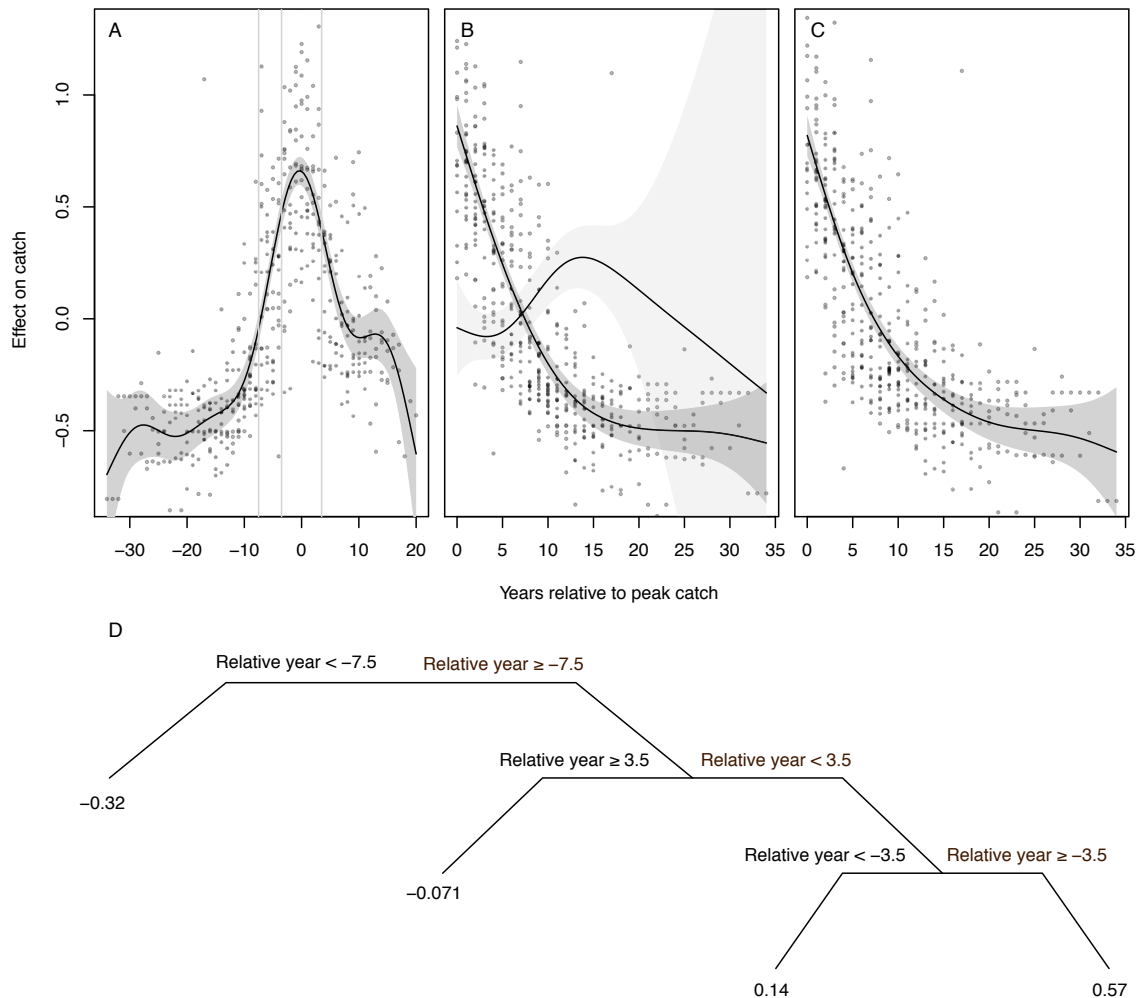 A
B
C
Effect on catch
1.0
0.5
0.0
−0.5
−30 −20 −10 0 10 20
0 5 10 15 20 25 30 35
0 5 10 15 20 25 30 35
Years relative to peak catch
D
Relative year < −7.5
Relative year ≥ −7.5
Relative year ≥ 3.5
Relative year < 3.5
−0.32
Relative year < −3.5
Relative year ≥ −3.5
−0.071
0.14
0.57